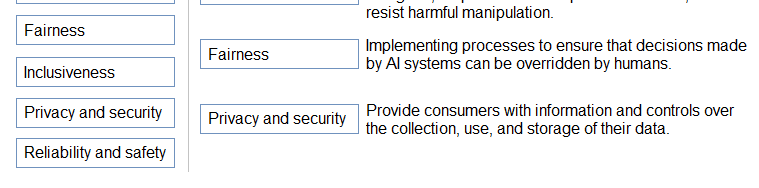 resist harmful manipulation.
Fairness
Fairness
Implementing processes to ensure that decisions made
by AI systems can be overridden by humans.
Inclusiveness
Privacy and security
Privacy and security
Provide consumers with information and controls over
the collection, use, and storage of their data.
Reliability and safety